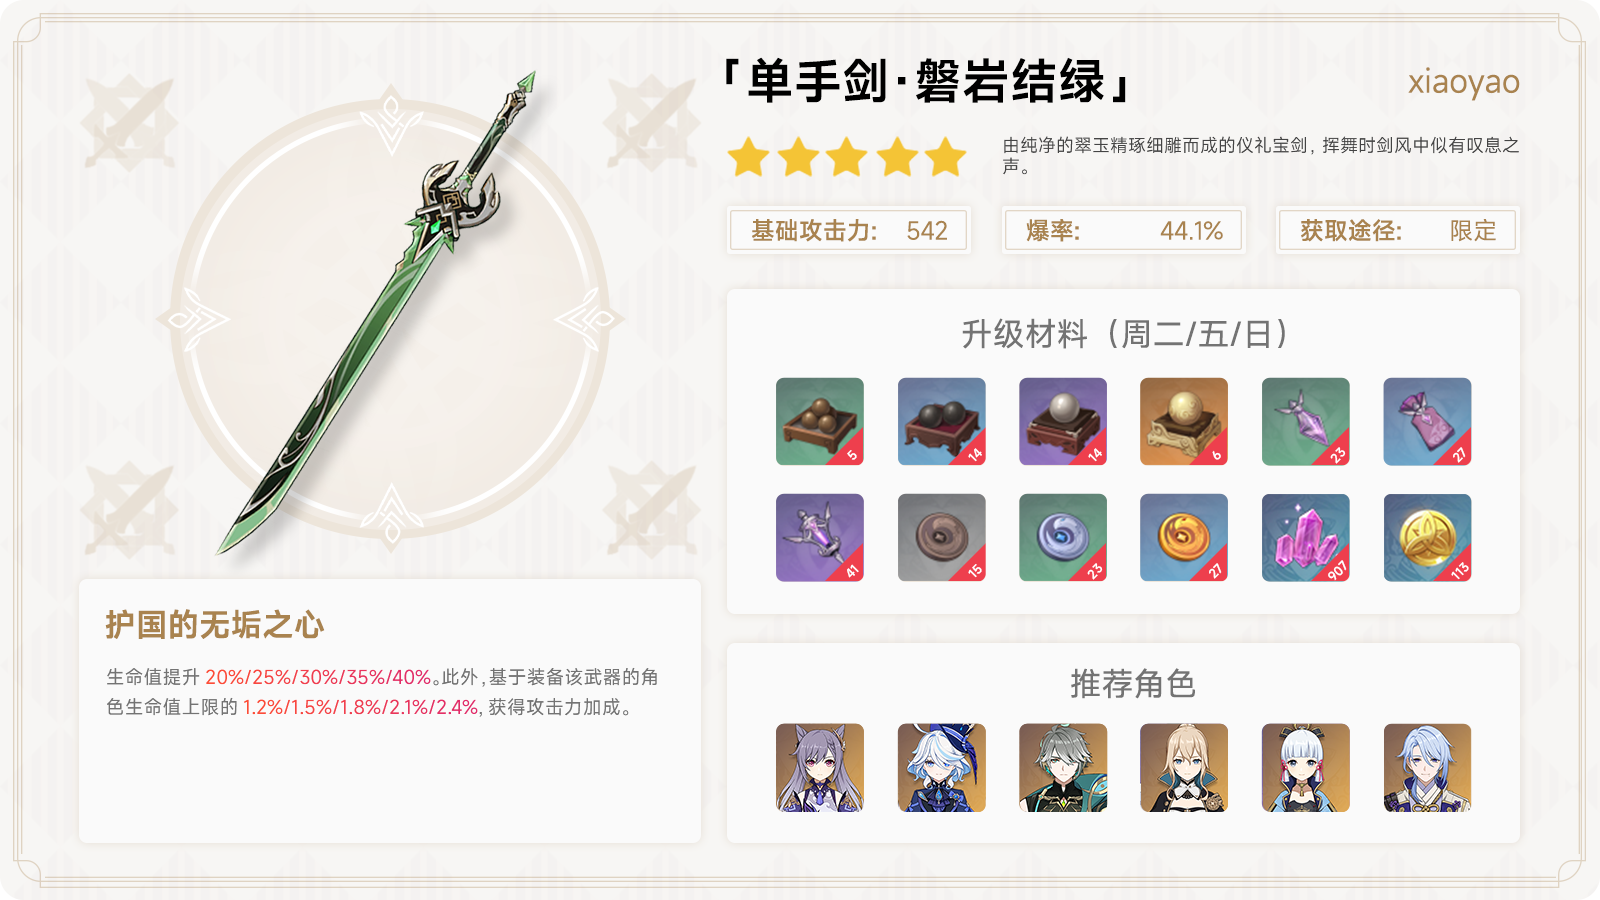 「单手剑·磐岩结绿」
xiaoyao
由纯净的翠玉精琢细雕而成的仪礼宝剑, 挥舞时剑风中似有叹息之
声。
基础攻击力: 542
爆率: 44.1%
获取途径: 限定
升级材料（周二/五/日）
5 14 14 6 23 27
41 15 23 27 907 113
护国的无垢之心
生命值提升 20%/25%/30%/35%/40%。此外, 基于装备该武器的角
色生命值上限的 1.2%/1.5%/1.8%/2.1%/2.4%, 获得攻击力加成。
推荐角色